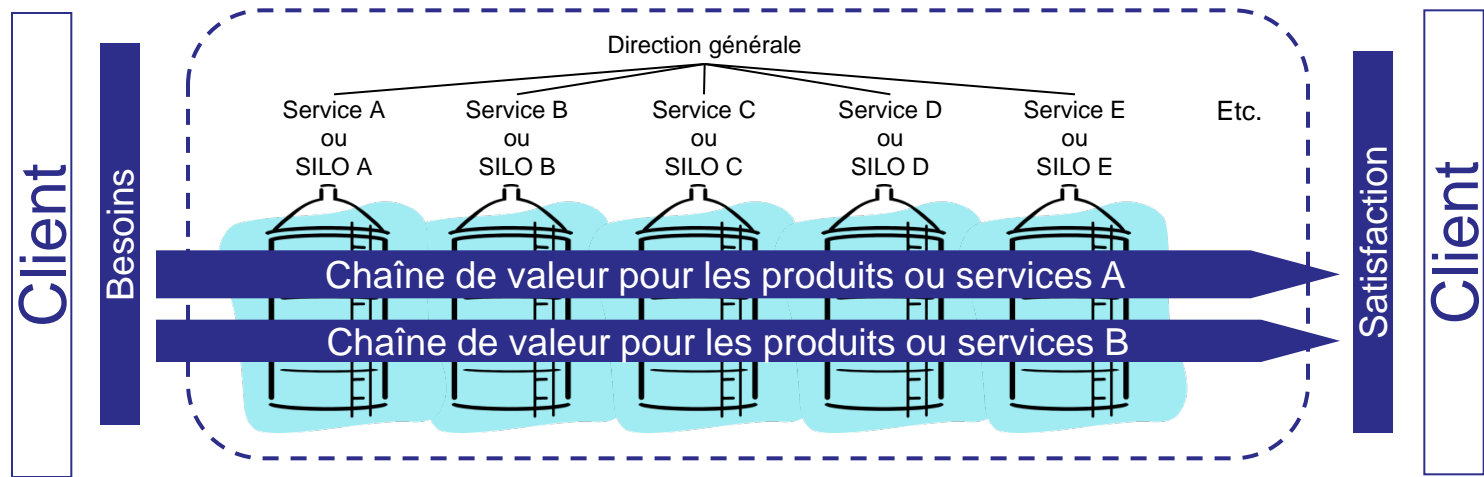 Client
Besoins
Direction générale
Service A
ou
SILO A
Service B
ou
SILO B
Service C
ou
SILO C
Service D
ou
SILO D
Service E
ou
SILO E
Etc.
Chaîne de valeur pour les produits ou services A
Chaîne de valeur pour les produits ou services B
Satisfaction
Client